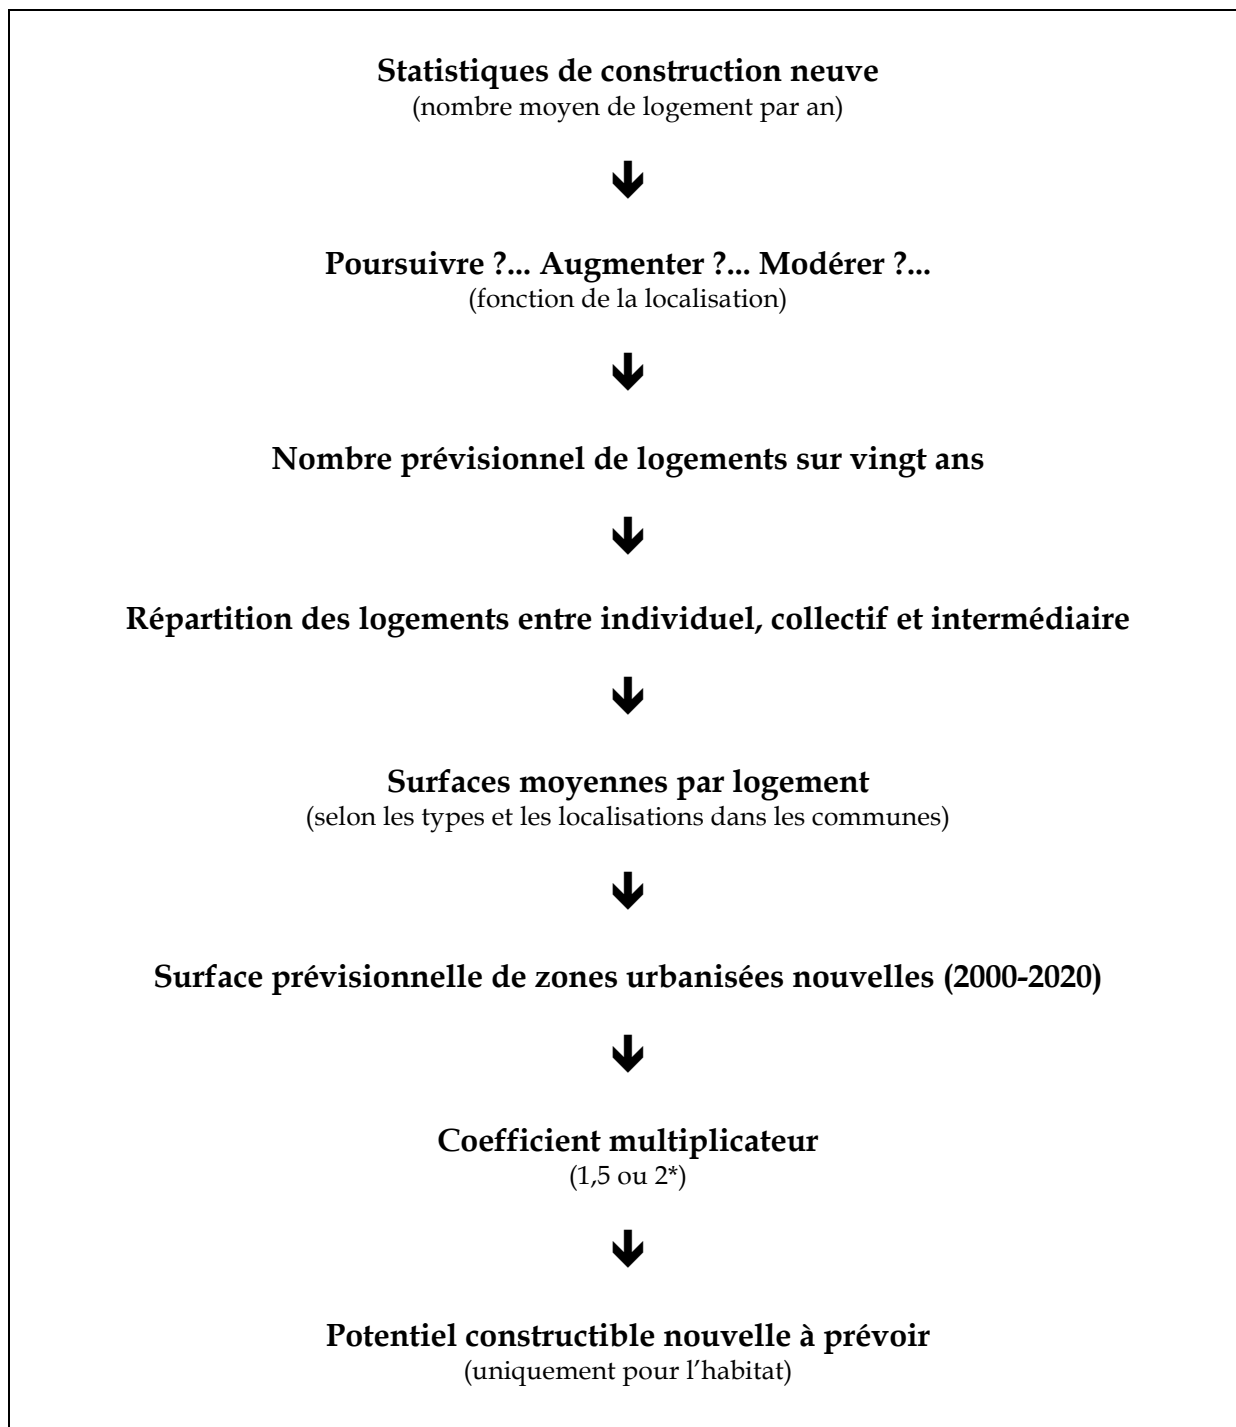 Statistiques de construction neuve
(nombre moyen de logement par an)
Poursuivre ?... Augmenter ?... Modérer ?...
(fonction de la localisation)
Nombre prévisionnel de logements sur vingt ans
Répartition des logements entre individuel, collectif et intermédiaire
Surfaces moyennes par logement
(selon les types et les localisations dans les communes)
Surface prévisionnelle de zones urbanisées nouvelles (2000-2020)
Coefficient multiplicateur
(1,5 ou 2*)
Potentiel constructible nouvelle à prévoir
(uniquement pour l’habitat)